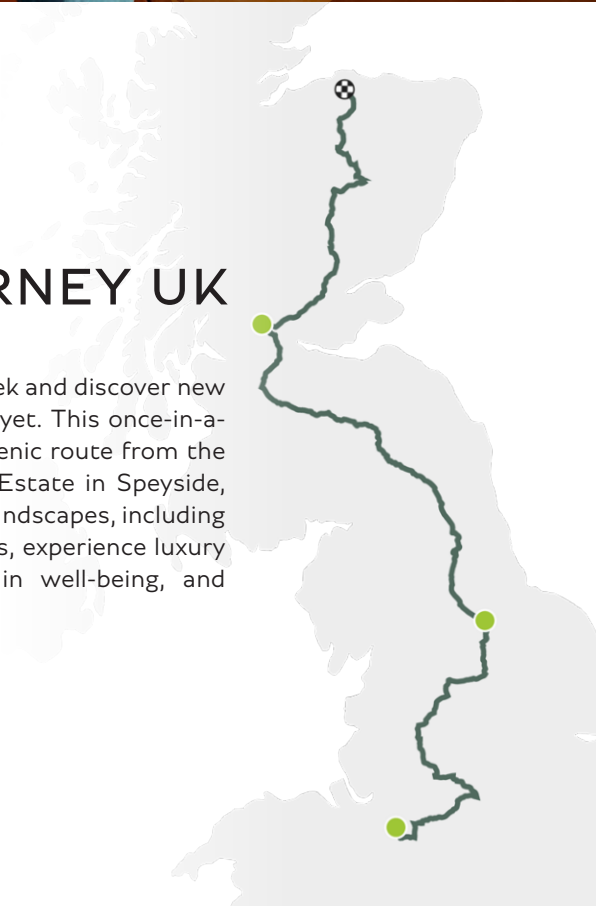 RNEY UK
ek and discover new
yet. This once-in-a-
enic route from the
Estate in Speyside,
ndscapes, including
s, experience luxury
in well-being, and